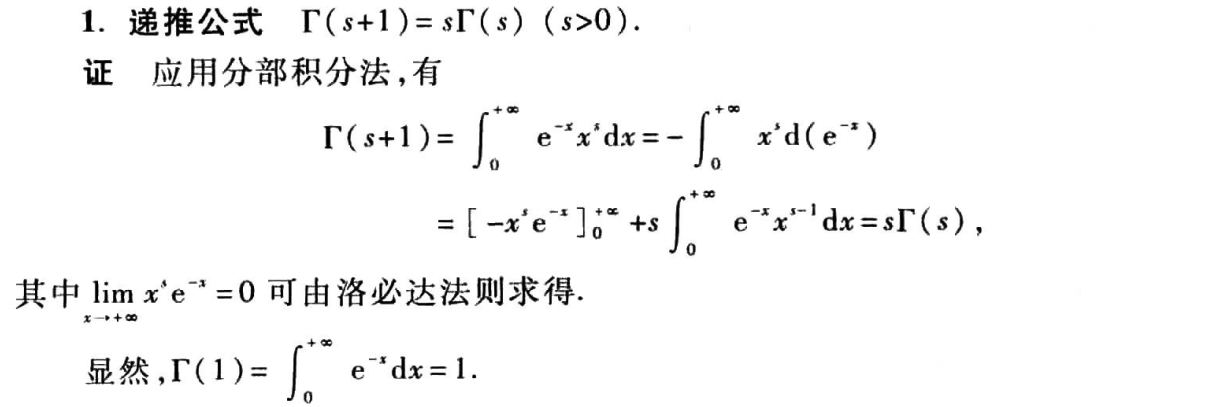 1. 递推公式 Γ(s+1)=sΓ(s) (s>0).
证 应用分部积分法,有
Γ(s+1)=∫₀^{+∞} e^{-x}x^{s}dx=-∫₀^{+∞} x^{s}d(e^{-x})
=[-x^{s}e^{-x}]₀^{+∞}+s∫₀^{+∞} e^{-x}x^{s-1}dx=sΓ(s),
其中 lim_{x→+∞} x^{s}e^{-x}=0 可由洛必达法则求得.
显然,Γ(1)=∫₀^{+∞} e^{-x}dx=1.